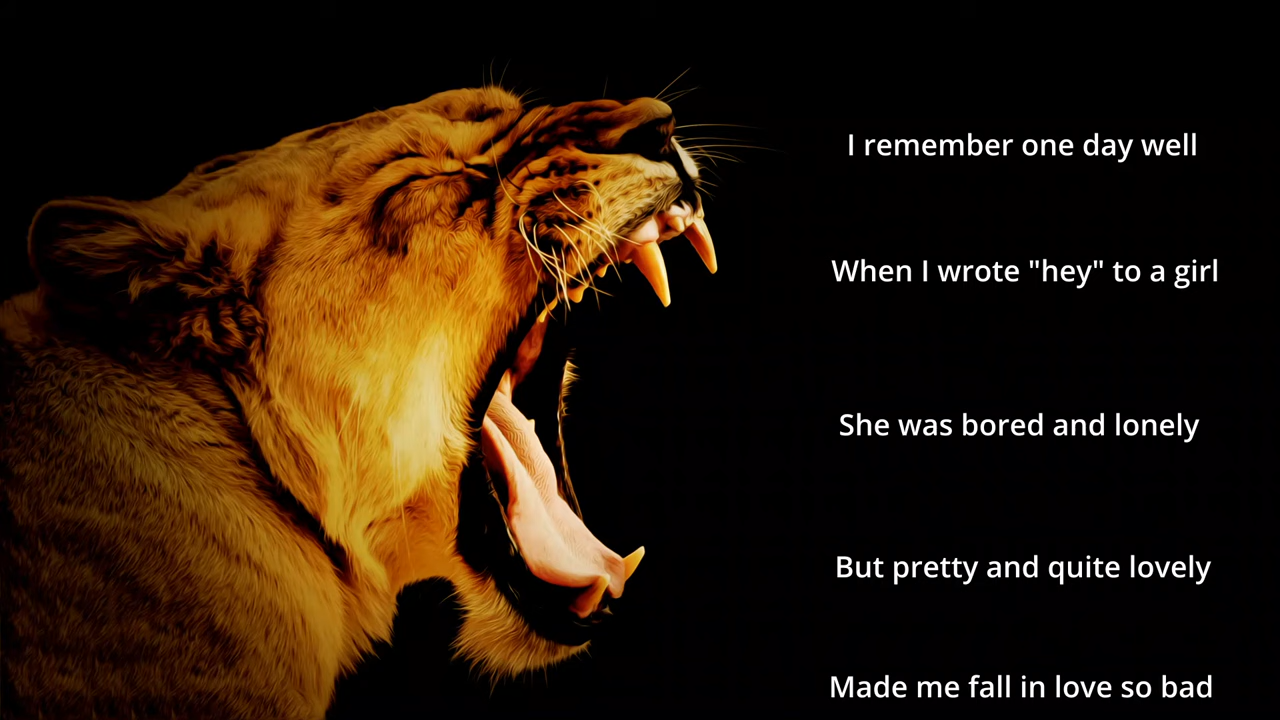 I remember one day well
When I wrote "hey" to a girl
She was bored and lonely
But pretty and quite lovely
Made me fall in love so bad